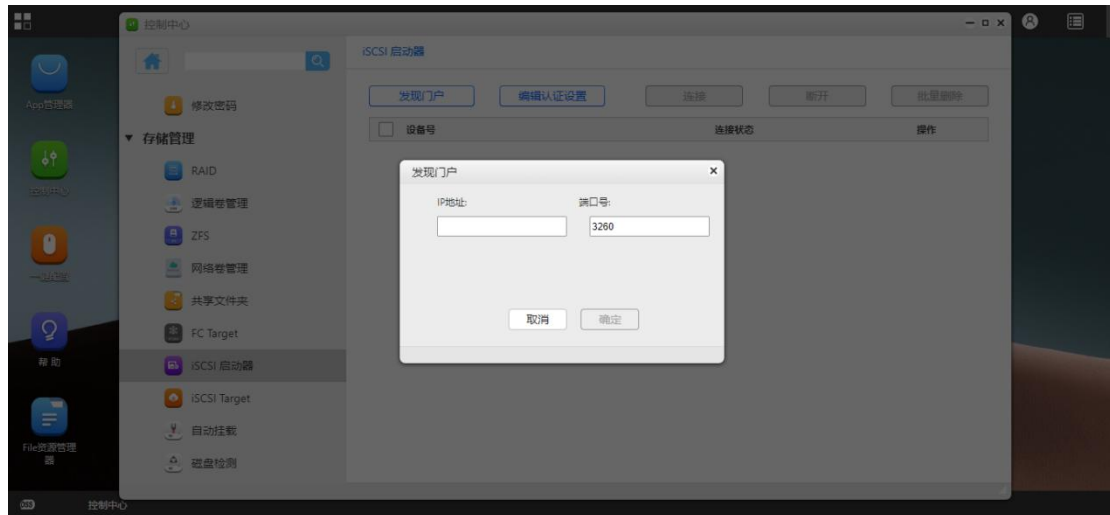 控制中心
iSCSI 启动器
App管理器
修改密码
发现门户
编辑认证设置
连接
断开
批量删除
存储管理
设备号
连接状态
操作
RAID
发现门户
控制中心
逻辑卷管理
IP地址:
端口号:
3260
ZFS
网络卷管理
共享文件夹
取消
确定
FC Target
帮 助
iSCSI 启动器
iSCSI Target
自动挂载
File资源管理
器
磁盘检测
控制中心